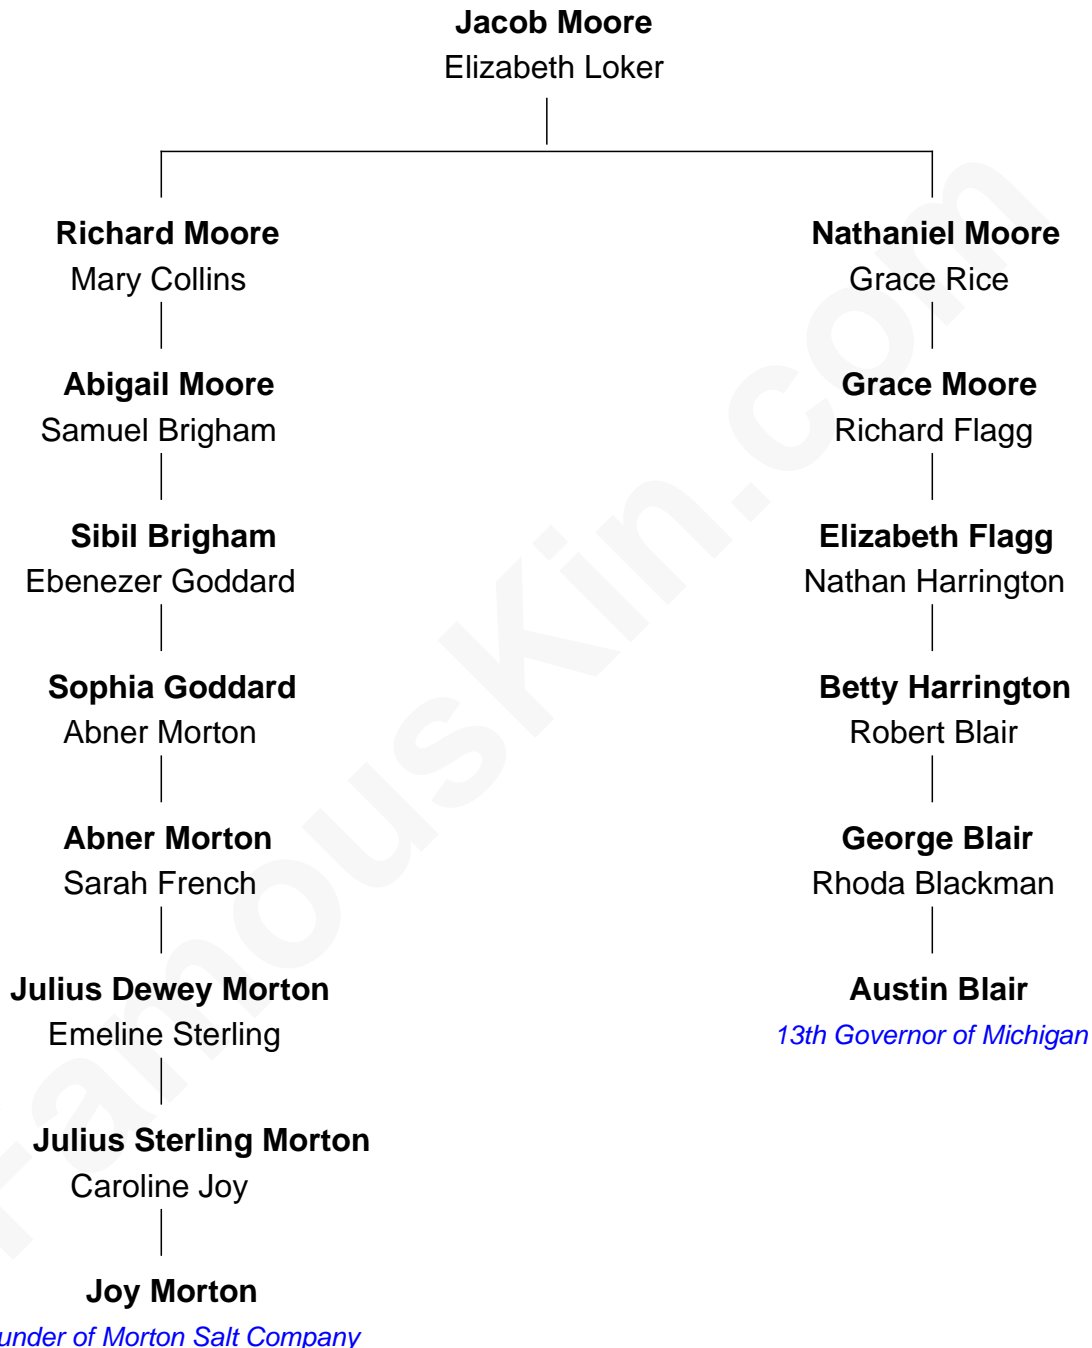 Jacob Moore
Elizabeth Loker
Richard Moore
Mary Collins
Abigail Moore
Samuel Brigham
Sibil Brigham
Ebenezer Goddard
Sophia Goddard
Abner Morton
Abner Morton
Sarah French
Julius Dewey Morton
Emeline Sterling
Julius Sterling Morton
Caroline Joy
Joy Morton
under of Morton Salt Company
Nathaniel Moore
Grace Rice
Grace Moore
Richard Flagg
Elizabeth Flagg
Nathan Harrington
Betty Harrington
Robert Blair
George Blair
Rhoda Blackman
Austin Blair
13th Governor of Michigan
FamousKin.com